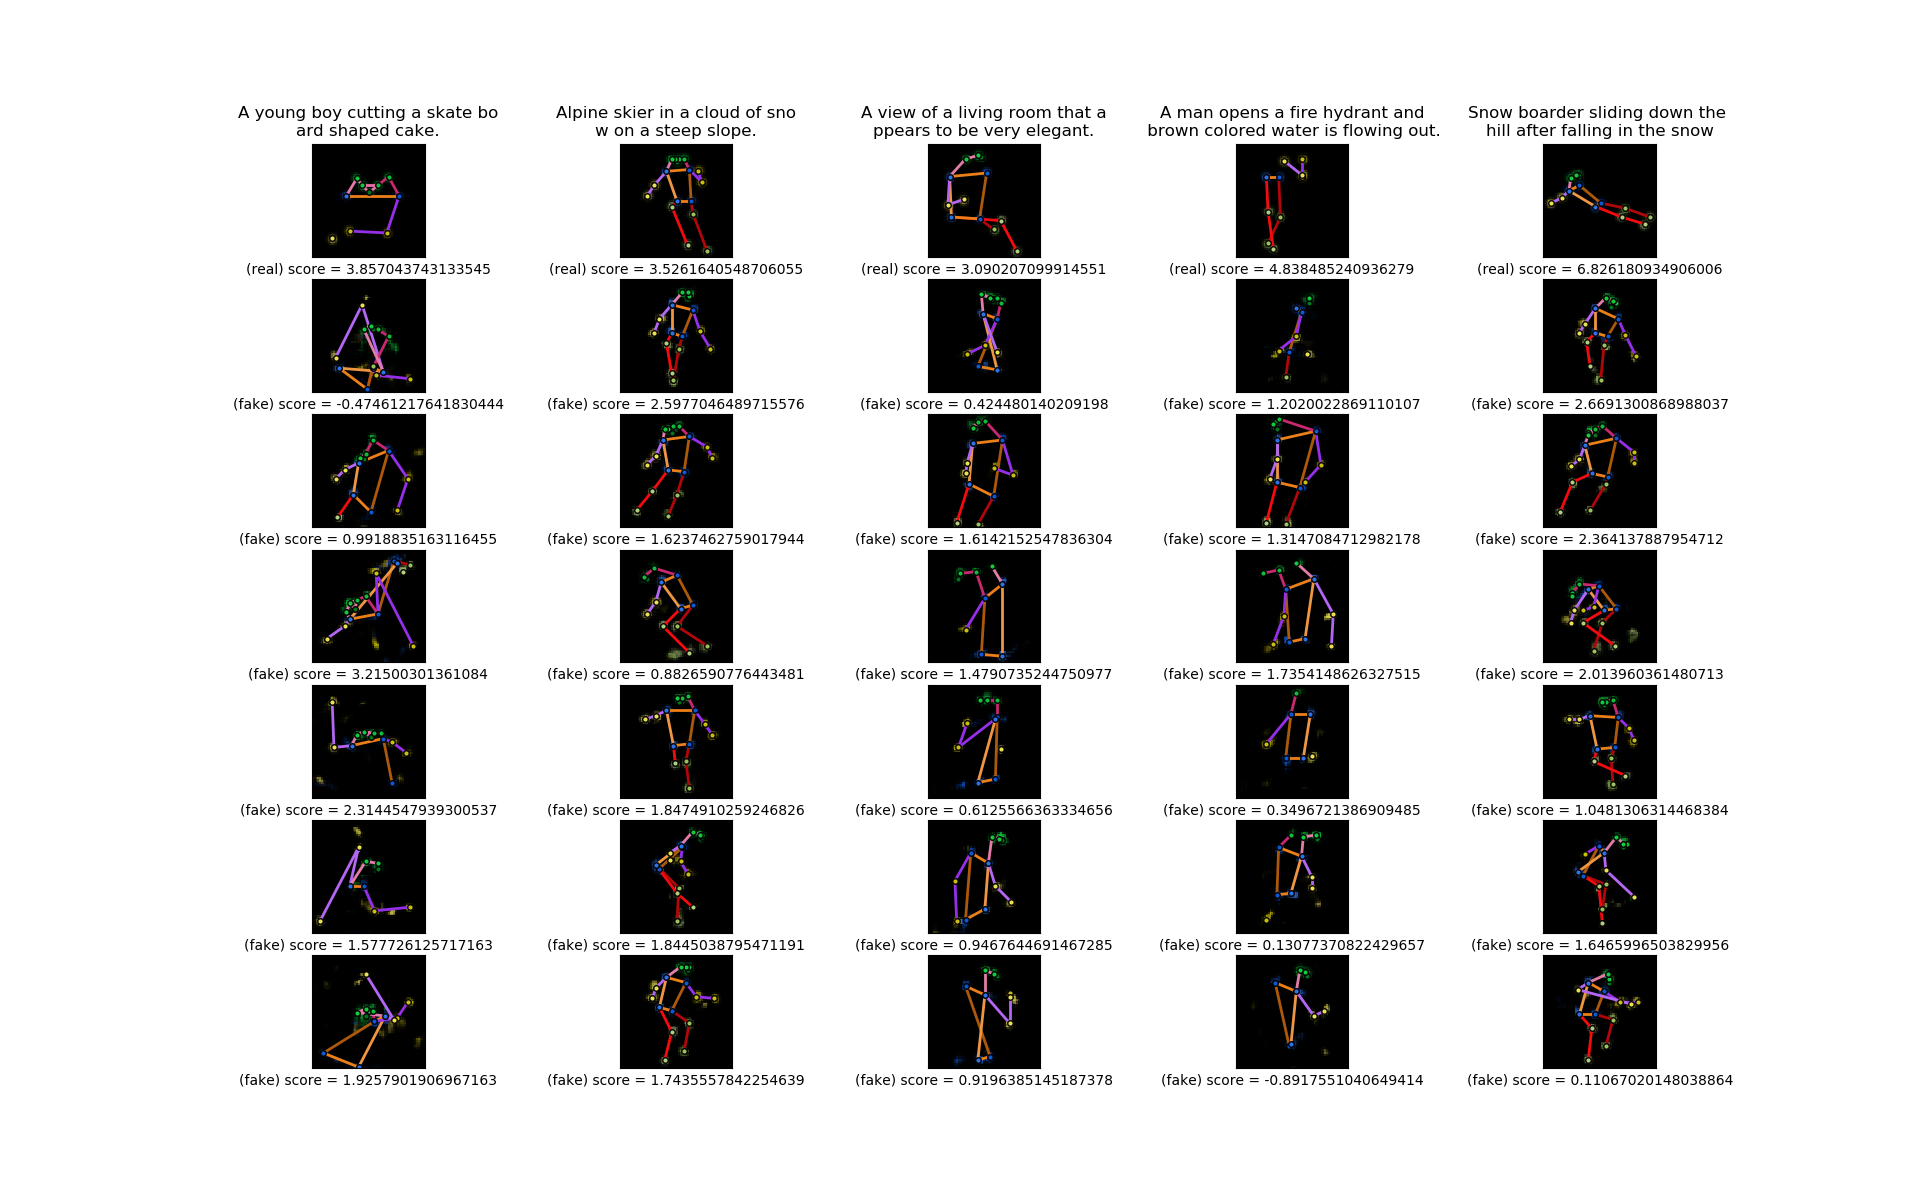 A young boy cutting a skate bo
ard shaped cake.
Alpine skier in a cloud of sno
w on a steep slope.
A view of a living room that a
ppears to be very elegant.
A man opens a fire hydrant and
brown colored water is flowing out.
Snow boarder sliding down the
hill after falling in the snow
(real) score = 3.857043743133545
(real) score = 3.5261640548706055
(real) score = 3.090207099914551
(real) score = 4.838485240936279
(real) score = 6.826180934906006
(fake) score = -0.47461217641830444
(fake) score = 2.5977046489715576
(fake) score = 0.424480140209198
(fake) score = 1.2020022869110107
(fake) score = 2.6691300868988037
(fake) score = 0.9918835163116455
(fake) score = 1.6237462759017944
(fake) score = 1.6142152547836304
(fake) score = 1.3147084712982178
(fake) score = 2.364137887954712
(fake) score = 3.21500301361084
(fake) score = 0.8826590776443481
(fake) score = 1.4790735244750977
(fake) score = 1.7354148626327515
(fake) score = 2.013960361480713
(fake) score = 2.3144547939300537
(fake) score = 1.8474910259246826
(fake) score = 0.6125566363334656
(fake) score = 0.3496721386909485
(fake) score = 1.0481306314468384
(fake) score = 1.577726125717163
(fake) score = 1.8445038795471191
(fake) score = 0.9467644691467285
(fake) score = 0.13077370822429657
(fake) score = 1.6465996503829956
(fake) score = 1.9257901906967163
(fake) score = 1.7435557842254639
(fake) score = 0.9196385145187378
(fake) score = -0.8917551040649414
(fake) score = 0.11067020148038864